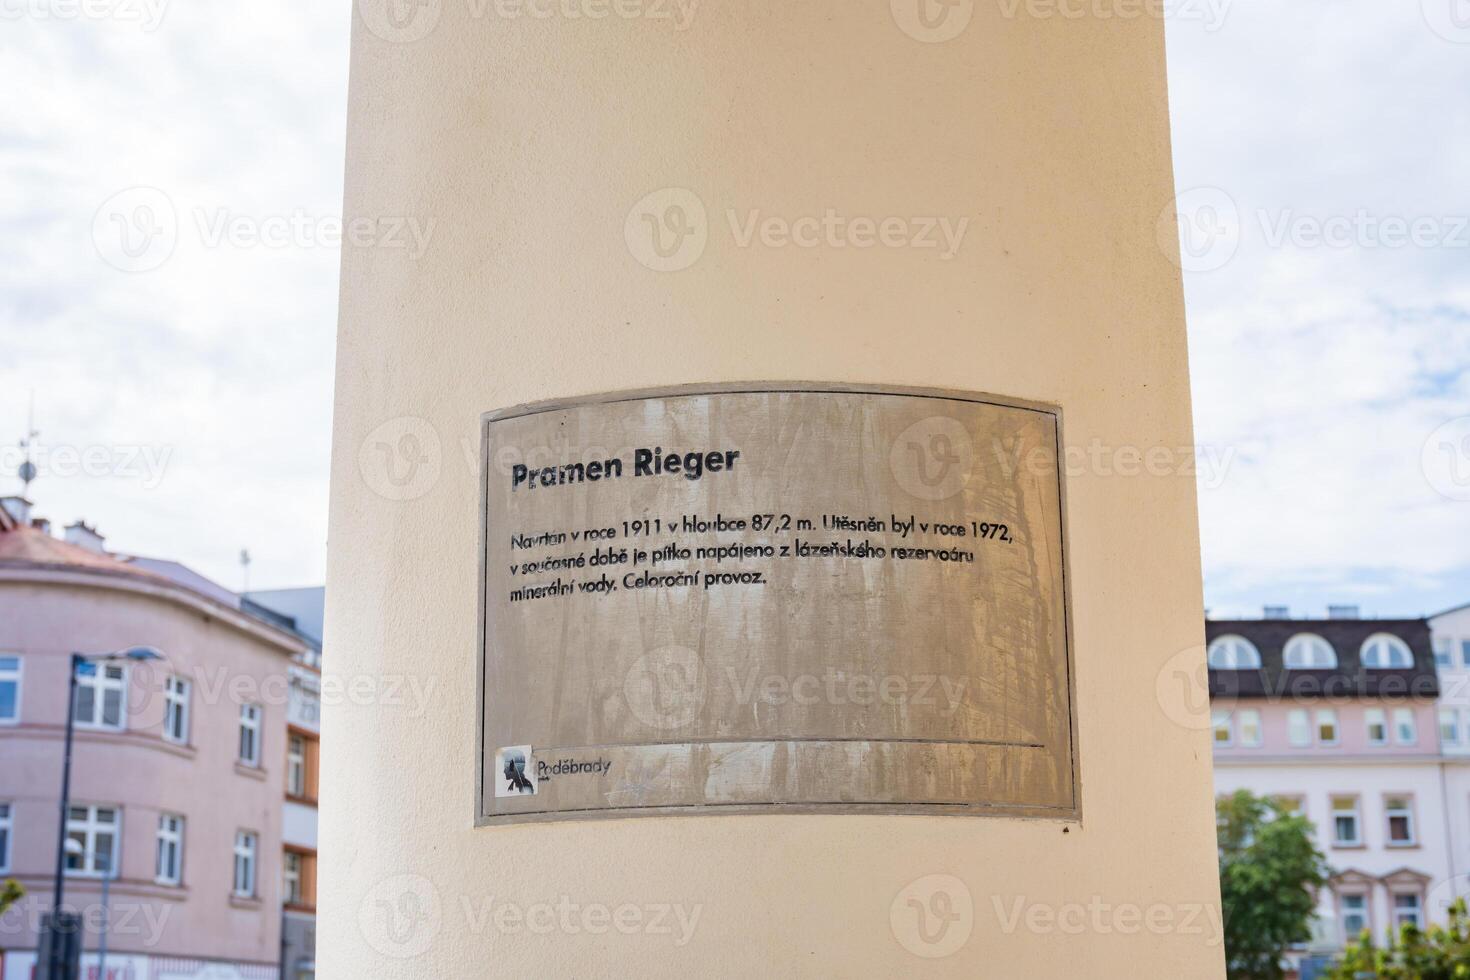 Pramen Rieger
Navrtán v roce 1911 v hloubce 87,2 m. Utěsněn byl v roce 1972,
v současné době je pítko napájeno z lázeňského rezervoáru
minerální vody. Celoroční provoz.
Poděbrady
Vecteezy